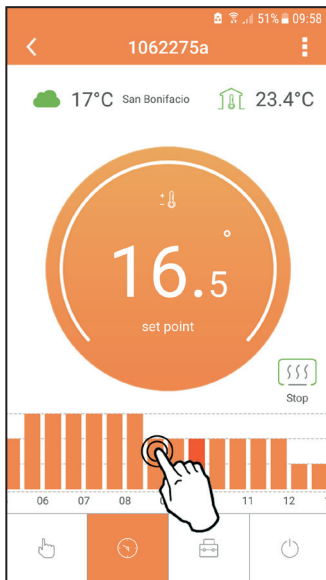 51% 09:58
1062275a
17°C San Bonifacio 23.4°C
16.5°
set point
Stop
06 07 08 11 12